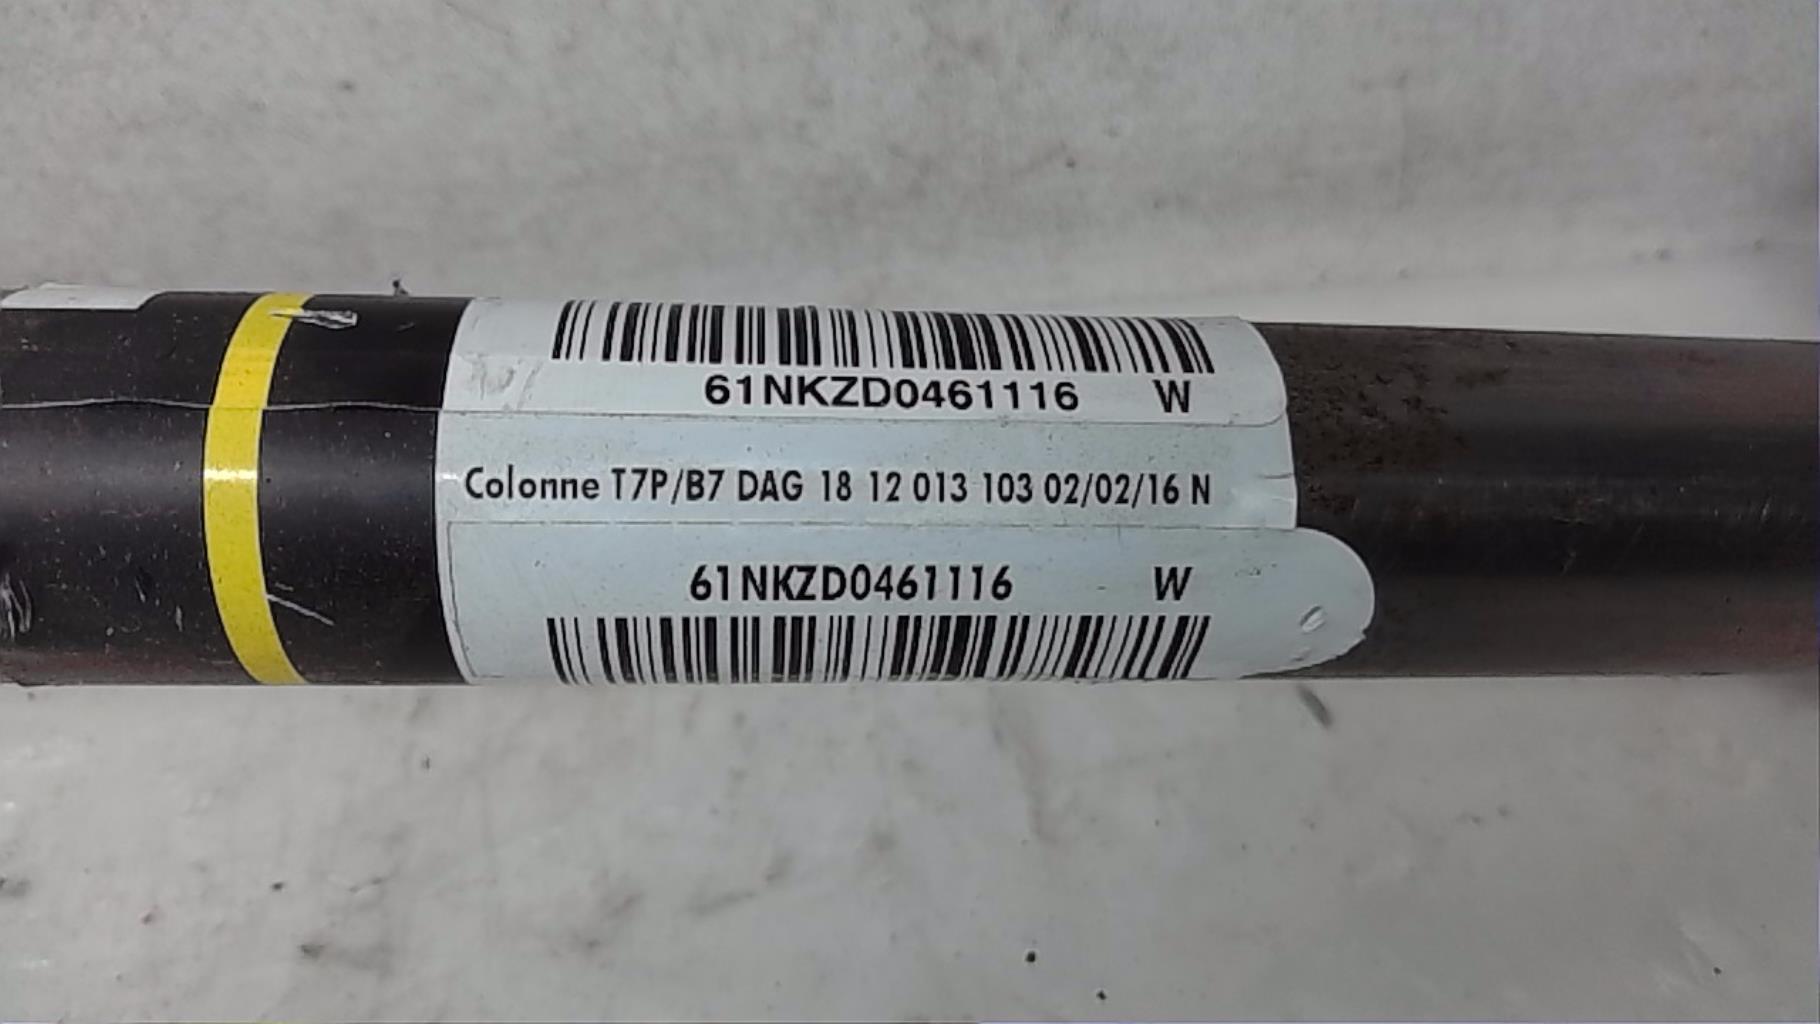 61NKZD0461116 W
Colonne T7P/B7 DAG 18 12 013 103 02/02/16 N
61NKZD0461116 W